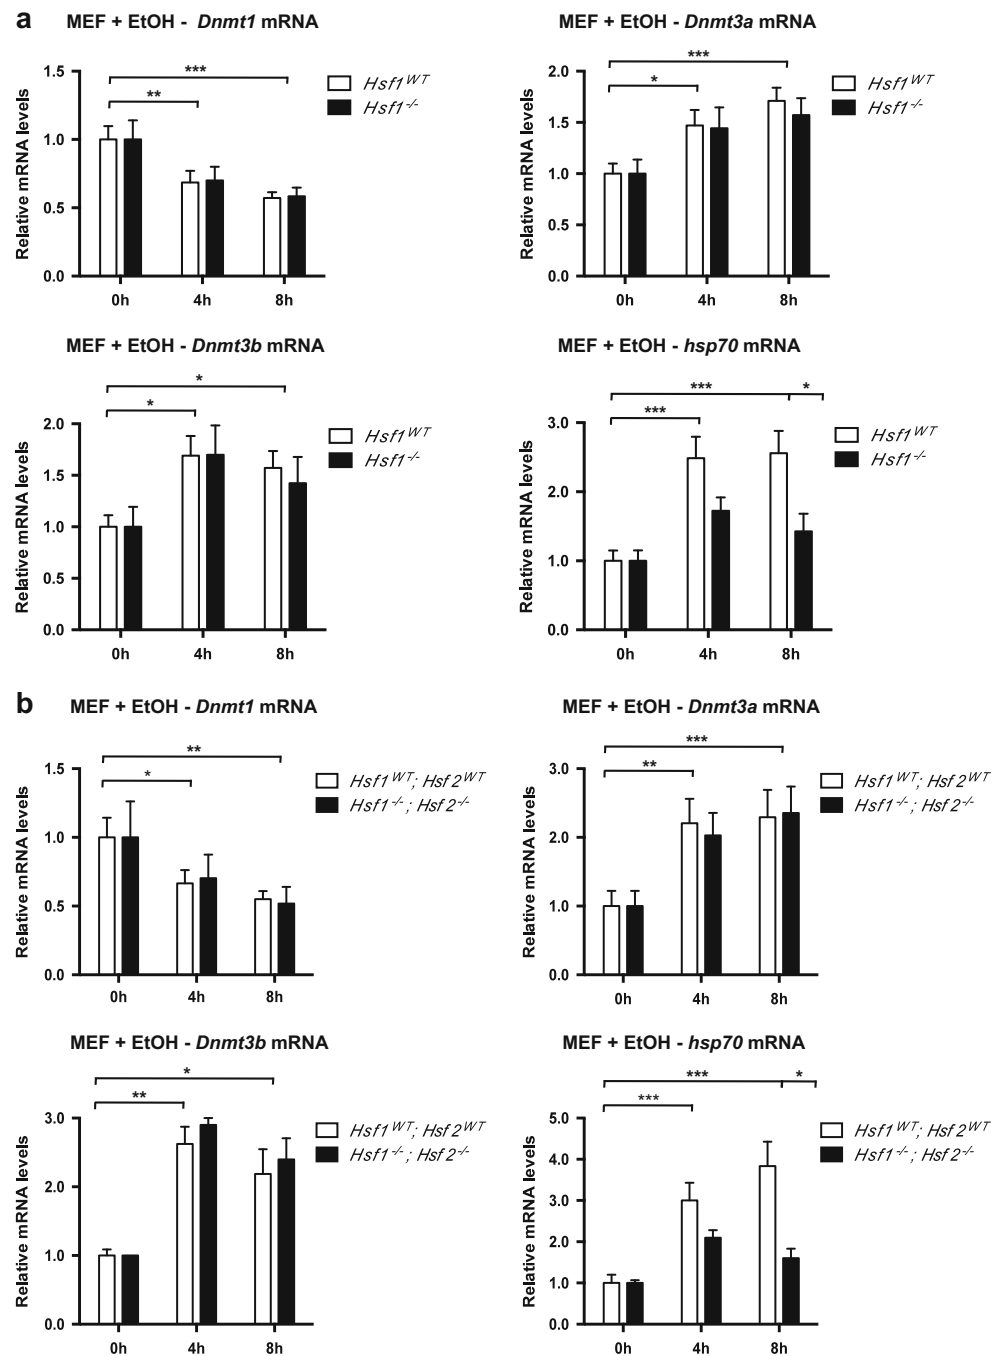 a
MEF + EtOH - Dnmt1 mRNA
***
**
Relative mRNA levels
1.5
1.0
0.5
0.0
0h 4h 8h
Hsf1WT
Hsf1-/-
MEF + EtOH - Dnmt3a mRNA
***
*
Relative mRNA levels
2.0
1.5
1.0
0.5
0.0
0h 4h 8h
Hsf1WT
Hsf1-/-
MEF + EtOH - Dnmt3b mRNA
*
*
Relative mRNA levels
2.0
1.5
1.0
0.5
0.0
0h 4h 8h
Hsf1WT
Hsf1-/-
MEF + EtOH - hsp70 mRNA
*** *
***
Relative mRNA levels
3.0
2.0
1.0
0.0
0h 4h 8h
Hsf1WT
Hsf1-/-
b
MEF + EtOH - Dnmt1 mRNA
**
*
Relative mRNA levels
1.5
1.0
0.5
0.0
0h 4h 8h
Hsf1WT; Hsf2WT
Hsf1-/-; Hsf2-/-
MEF + EtOH - Dnmt3a mRNA
***
**
Relative mRNA levels
3.0
2.0
1.0
0.0
0h 4h 8h
Hsf1WT; Hsf2WT
Hsf1-/-; Hsf2-/-
MEF + EtOH - Dnmt3b mRNA
*
**
Relative mRNA levels
3.0
2.0
1.0
0.0
0h 4h 8h
Hsf1WT; Hsf2WT
Hsf1-/-; Hsf2-/-
MEF + EtOH - hsp70 mRNA
*** *
***
Relative mRNA levels
5.0
4.0
3.0
2.0
1.0
0.0
0h 4h 8h
Hsf1WT; Hsf2WT
Hsf1-/-; Hsf2-/-